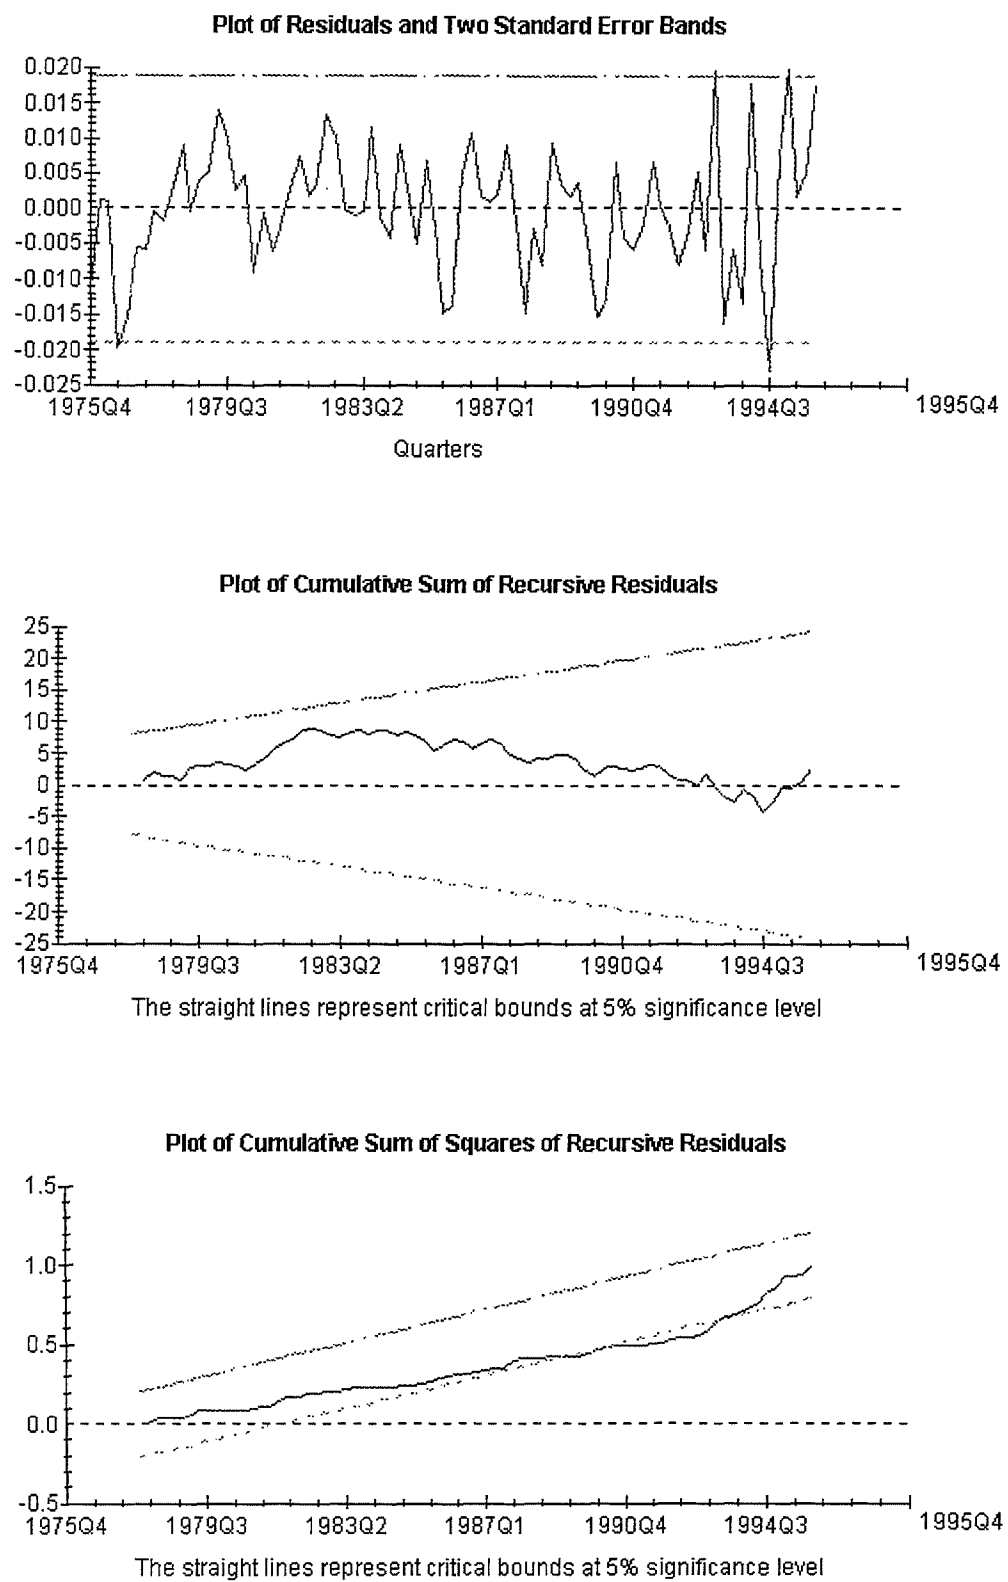 Plot of Residuals and Two Standard Error Bands
0.020
0.015
0.010
0.005
0.000
-0.005
-0.010
-0.015
-0.020
-0.025
1975Q4 1979Q3 1983Q2 1987Q1 1990Q4 1994Q3 1995Q4
Quarters
Plot of Cumulative Sum of Recursive Residuals
25
20
15
10
5
0
-5
-10
-15
-20
-25
1975Q4 1979Q3 1983Q2 1987Q1 1990Q4 1994Q3 1995Q4
The straight lines represent critical bounds at 5% significance level
Plot of Cumulative Sum of Squares of Recursive Residuals
1.5
1.0
0.5
0.0
-0.5
1975Q4 1979Q3 1983Q2 1987Q1 1990Q4 1994Q3 1995Q4
The straight lines represent critical bounds at 5% significance level